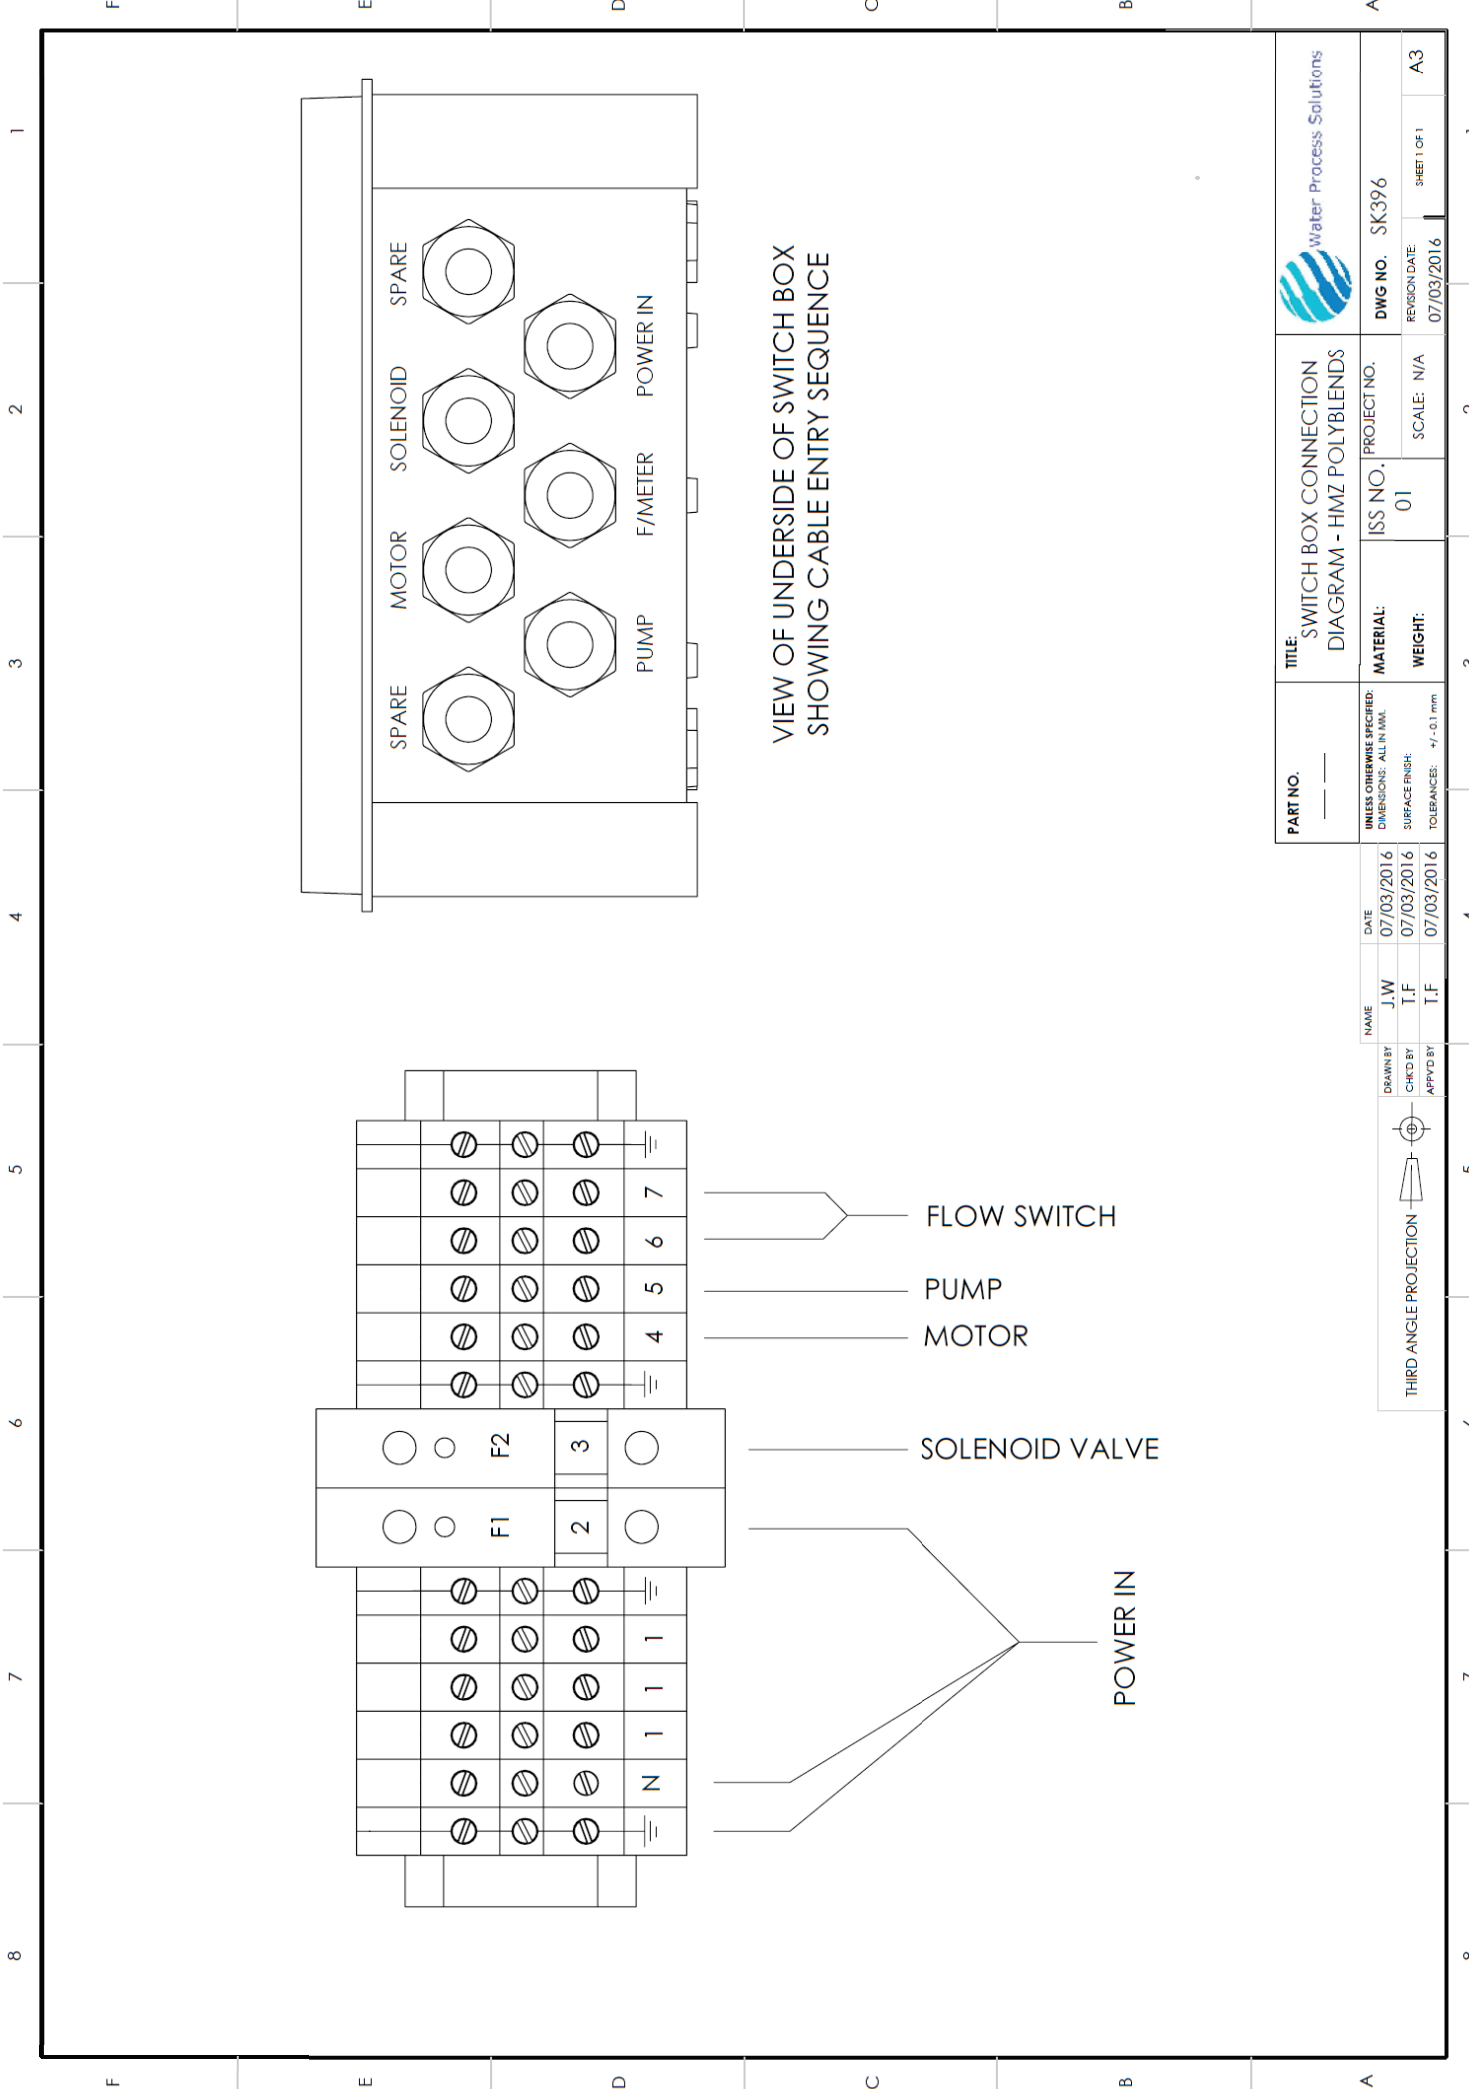 8
7
6
5
4
3
2
1
F
E
D
C
B
A
F1
F2
2
3
N
1
1
1
4
5
6
7
POWER IN
SOLENOID VALVE
MOTOR
PUMP
FLOW SWITCH
SPARE
MOTOR
SOLENOID
SPARE
PUMP
F/METER
POWER IN
VIEW OF UNDERSIDE OF SWITCH BOX
SHOWING CABLE ENTRY SEQUENCE
THIRD ANGLE PROJECTION
NAME
DATE
DRAWN BY
J.W
07/03/2016
CHK'D BY
T.F
07/03/2016
APPV'D BY
T.F
07/03/2016
PART NO.
UNLESS OTHERWISE SPECIFIED:
DIMENSIONS: ALL IN MM.
SURFACE FINISH:
TOLERANCES: +/- 0.1 mm
TITLE:
SWITCH BOX CONNECTION
DIAGRAM - HMZ POLYBLENDS
MATERIAL:
WEIGHT:
ISS NO.
01
PROJECT NO.
SCALE: N/A
Water Process Solutions
DWG NO. SK396
REVISION DATE:
07/03/2016
SHEET 1 OF 1
A3
F
E
D
C
B
A